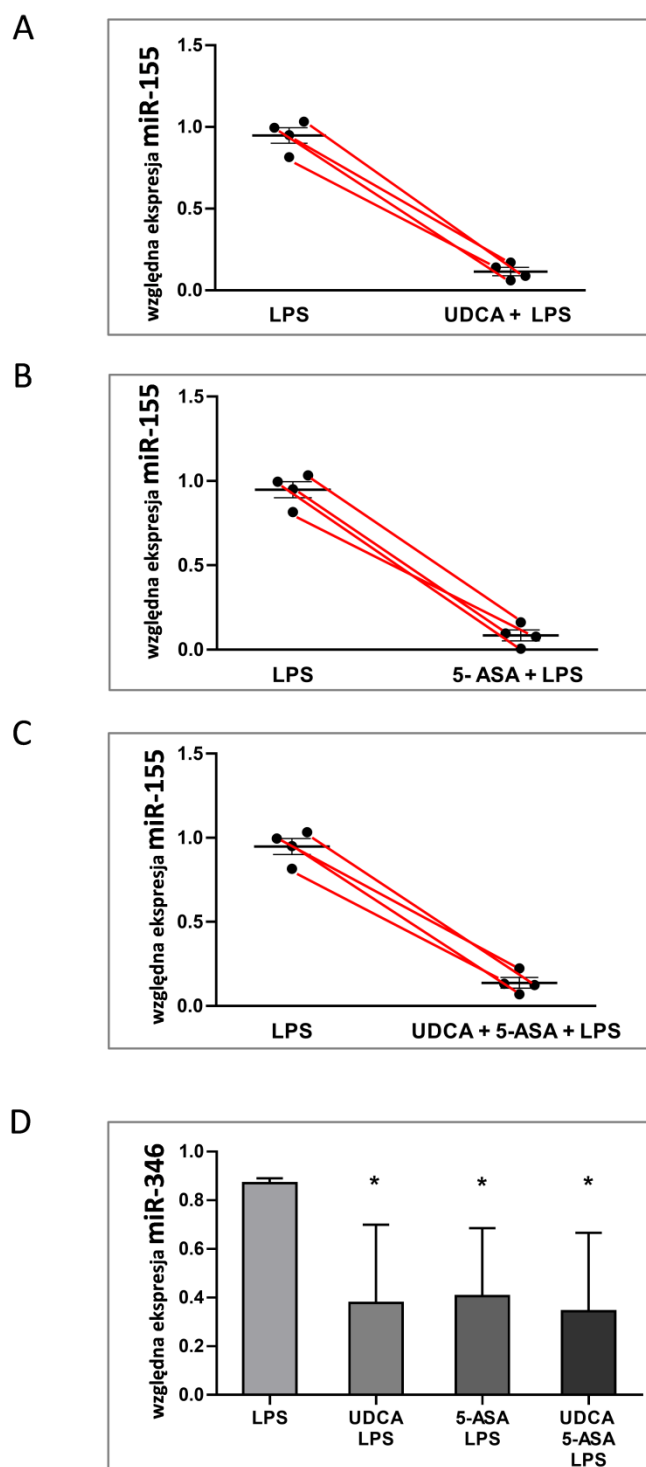 A
względna ekspresja miR-155
1.5
1.0
0.5
0.0
LPS UDCA + LPS
B
względna ekspresja miR-155
1.5
1.0
0.5
0.0
LPS 5- ASA + LPS
C
względna ekspresja miR-155
1.5
1.0
0.5
0.0
LPS UDCA + 5-ASA + LPS
D
względna ekspresja miR-346
1.0
0.8
0.6
0.4
0.2
0.0
* * *
LPS UDCA 5-ASA UDCA
LPS LPS 5-ASA
LPS